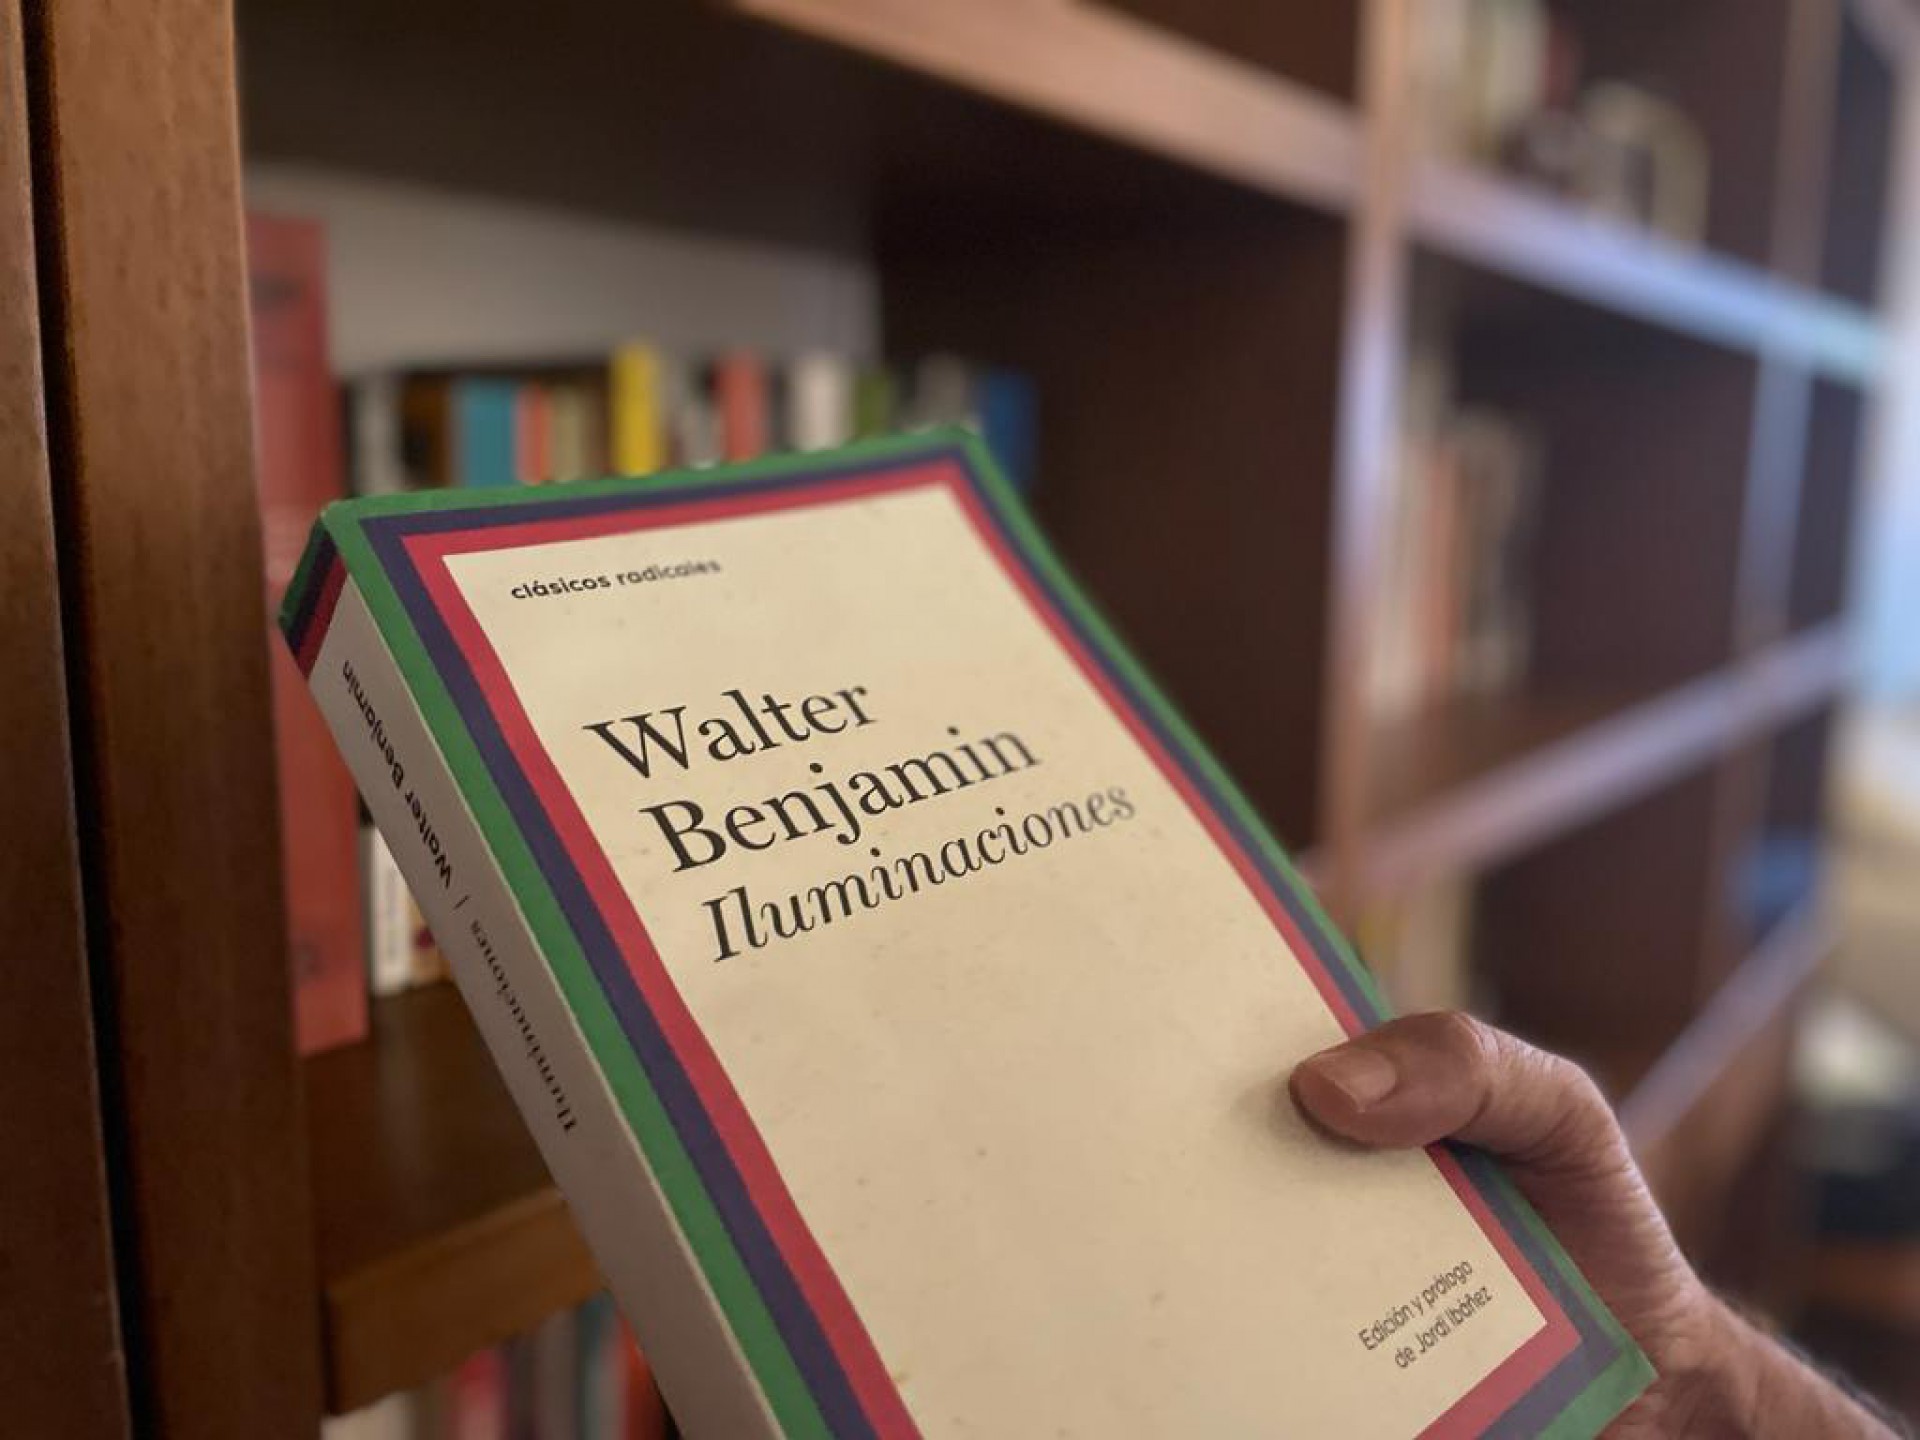 clásicos radicales
Walter
Benjamin
Iluminaciones
Edición y prólogo
de Jordi Ibáñez
Walter Benjamin | Iluminaciones